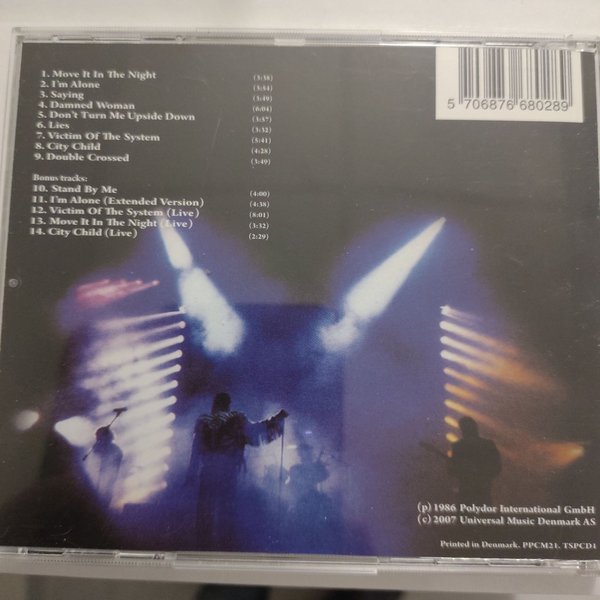 1. Move It In The Night (3:38)
2. I'm Alone (3:54)
3. Saying (3:49)
4. Damned Woman (6:04)
5. Don't Turn Me Upside Down (3:57)
6. Lies (3:32)
7. Victim Of The System (5:41)
8. City Child (4:28)
9. Double Crossed (3:49)
Bonus tracks:
10. Stand By Me (4:00)
11. I'm Alone (Extended Version) (4:38)
12. Victim Of The System (Live) (8:01)
13. Move It In The Night (Live) (3:32)
14. City Child (Live) (2:29)
5 706876 680289
(p) 1986 Polydor International GmbH
(c) 2007 Universal Music Denmark AS
Printed in Denmark. PPCM21. TSPCD1